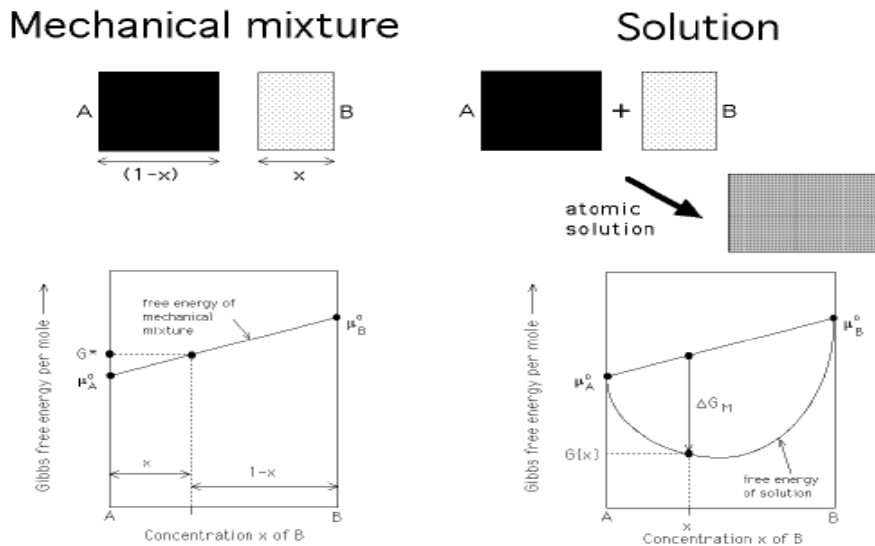 Mechanical mixture
A
B
(1-x)
x
Gibbs free energy per mole
free energy of
mechanical
mixture
μ°B
G*
μ°A
x
1-x
A
B
Concentration x of B
Solution
A
+
B
atomic
solution
Gibbs free energy per mole
μ°B
μ°A
ΔGM
G{x}
free energy
of solution
A
x
B
Concentration x of B